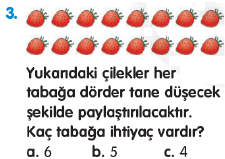 3.
Yukarıdaki çilekler her
tabağa dörder tane düşecek
şekilde paylaştırılacaktır.
Kaç tabağa ihtiyaç vardır?
a. 6 b. 5 c. 4